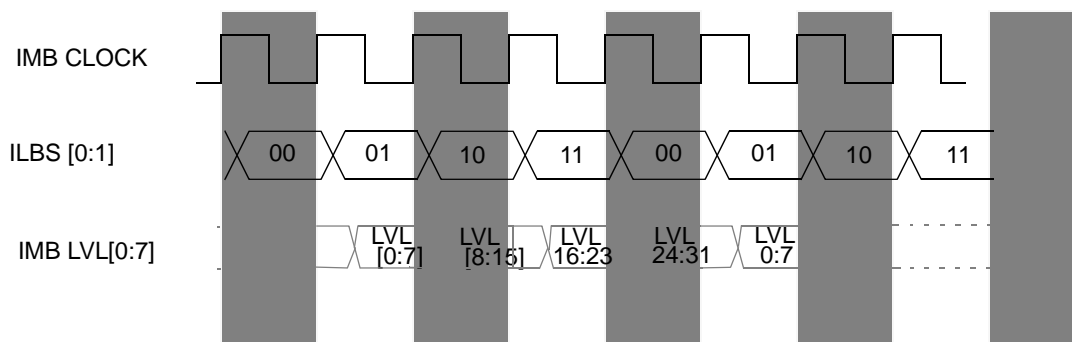 IMB CLOCK
ILBS [0:1] 00 01 10 11 00 01 10 11
LVL LVL LVL LVL LVL
IMB LVL[0:7] [0:7] [8:15] 16:23 24:31 0:7